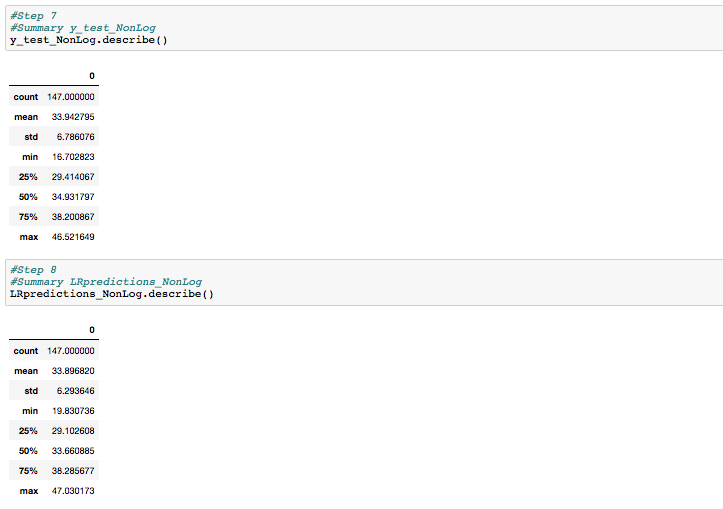 #Step 7
#Summary y_test_NonLog
y_test_NonLog.describe()
0
count 147.000000
mean 33.942795
std 6.786076
min 16.702823
25% 29.414067
50% 34.931797
75% 38.200867
max 46.521649
#Step 8
#Summary LRpredictions_NonLog
LRpredictions_NonLog.describe()
0
count 147.000000
mean 33.896820
std 6.293646
min 19.830736
25% 29.102608
50% 33.660885
75% 38.285677
max 47.030173